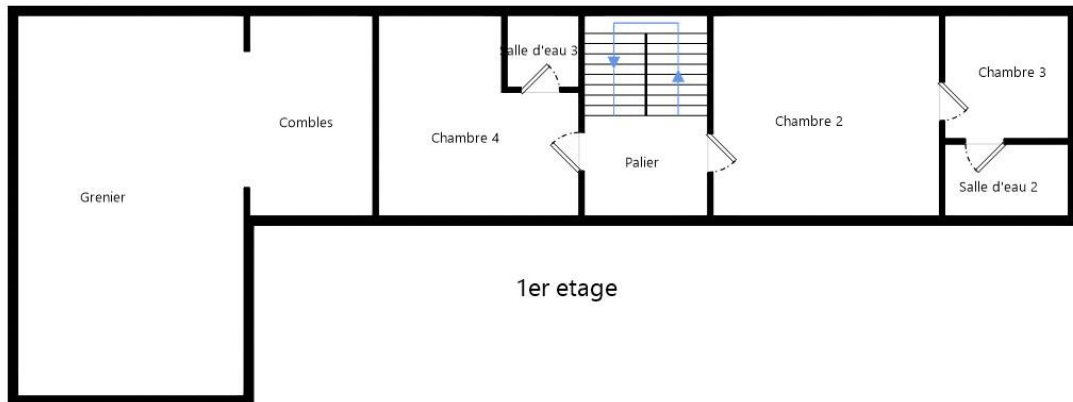 Salle d'eau 3
Chambre 3
Combles
Chambre 2
Chambre 4
Palier
Salle d'eau 2
Grenier
1er etage